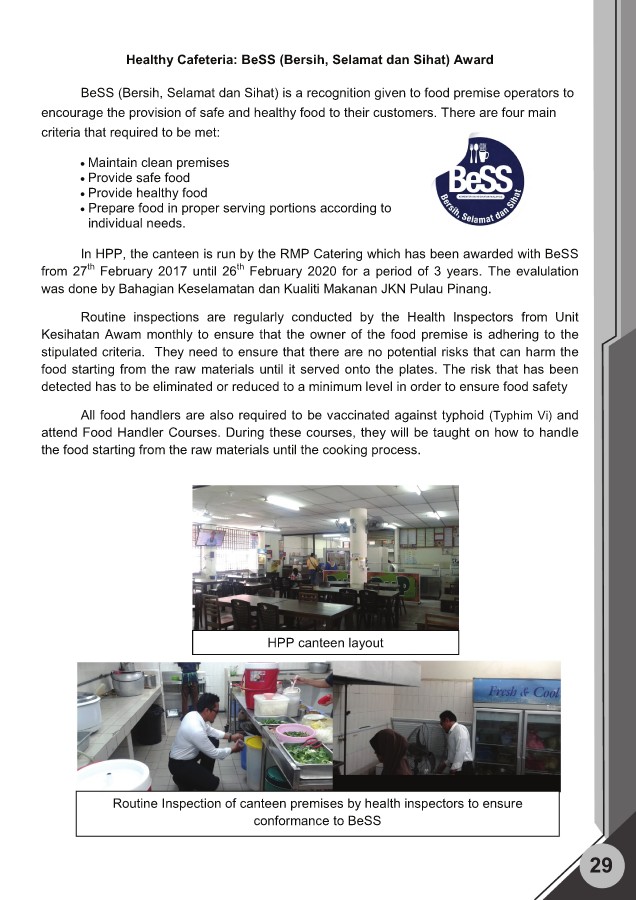 Healthy Cafeteria: BeSS (Bersih, Selamat dan Sihat) Award
BeSS (Bersih, Selamat dan Sihat) is a recognition given to food premise operators to
encourage the provision of safe and healthy food to their customers. There are four main
criteria that required to be met:
• Maintain clean premises
• Provide safe food
• Provide healthy food
• Prepare food in proper serving portions according to
individual needs.
BeSS
Bersih, Selamat dan Sihat
In HPP, the canteen is run by the RMP Catering which has been awarded with BeSS
from 27th February 2017 until 26th February 2020 for a period of 3 years. The evalulation
was done by Bahagian Keselamatan dan Kualiti Makanan JKN Pulau Pinang.
Routine inspections are regularly conducted by the Health Inspectors from Unit
Kesihatan Awam monthly to ensure that the owner of the food premise is adhering to the
stipulated criteria. They need to ensure that there are no potential risks that can harm the
food starting from the raw materials until it served onto the plates. The risk that has been
detected has to be eliminated or reduced to a minimum level in order to ensure food safety
All food handlers are also required to be vaccinated against typhoid (Typhim Vi) and
attend Food Handler Courses. During these courses, they will be taught on how to handle
the food starting from the raw materials until the cooking process.
HPP canteen layout
Fresh & Cool
Routine Inspection of canteen premises by health inspectors to ensure
conformance to BeSS
29